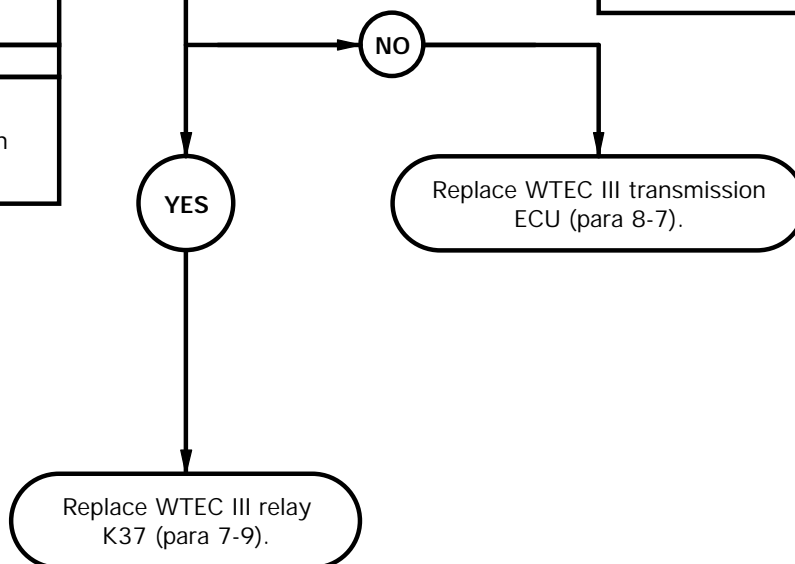 NO
n
YES
Replace WTEC III transmission
ECU (para 8-7).
Replace WTEC III relay
K37 (para 7-9).